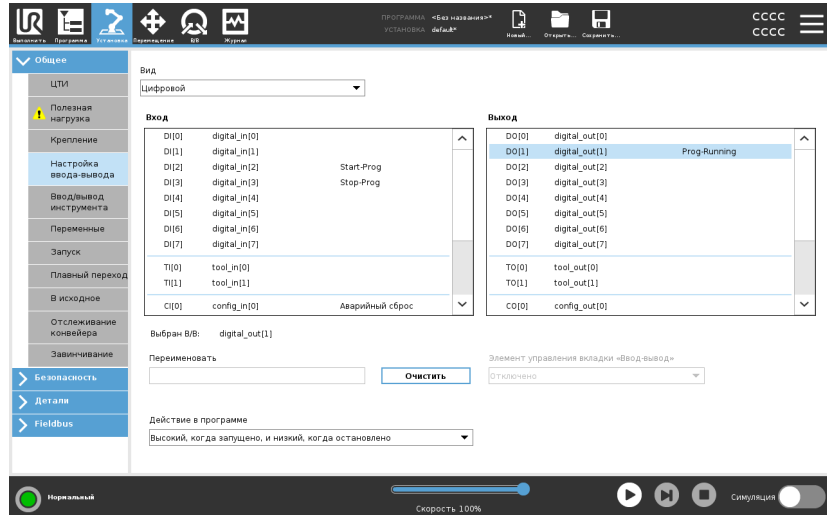 UR
Выполнить Программа Установка Перемещение В/В Журнал
ПРОГРАММА <Без названия>*
УСТАНОВКА default*
Новый... Открыть... Сохранить...
CCCC
CCCC
Общее
ЦТИ
Полезная
нагрузка
Крепление
Настройка
ввода-вывода
Ввод/вывод
инструмента
Переменные
Запуск
Плавный переход
В исходное
Отслеживание
конвейера
Завинчивание
Безопасность
Детали
Fieldbus
Вид
Цифровой
Вход
DI[0] digital_in[0]
DI[1] digital_in[1]
DI[2] digital_in[2] Start-Prog
DI[3] digital_in[3] Stop-Prog
DI[4] digital_in[4]
DI[5] digital_in[5]
DI[6] digital_in[6]
DI[7] digital_in[7]
TI[0] tool_in[0]
TI[1] tool_in[1]
CI[0] config_in[0] Аварийный сброс
Выход
DO[0] digital_out[0]
DO[1] digital_out[1] Prog-Running
DO[2] digital_out[2]
DO[3] digital_out[3]
DO[4] digital_out[4]
DO[5] digital_out[5]
DO[6] digital_out[6]
DO[7] digital_out[7]
TO[0] tool_out[0]
TO[1] tool_out[1]
CO[0] config_out[0]
Выбран В/В: digital_out[1]
Переименовать
Очистить
Элемент управления вкладки «Ввод-вывод»
Отключено
Действие в программе
Высокий, когда запущено, и низкий, когда остановлено
Нормальный
Скорость 100%
Симуляция